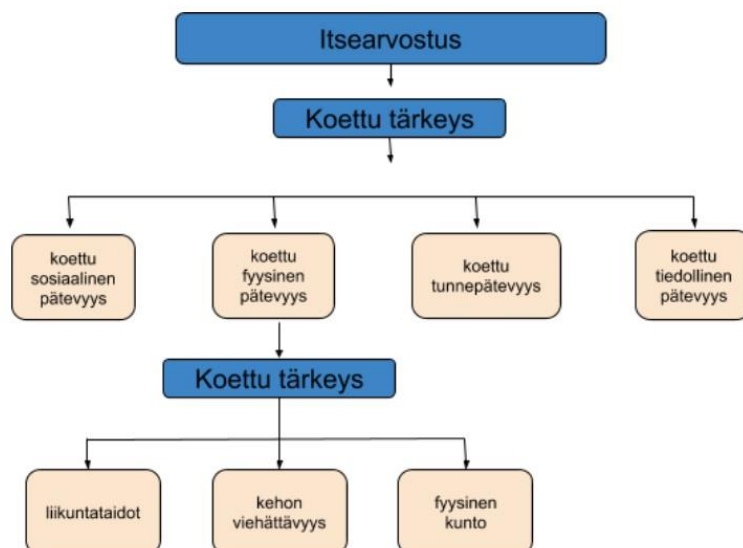 Itsearvostus
Koettu tärkeys
koettu
sosiaalinen
pätevyys
koettu
fyysinen
pätevyys
koettu
tunnepätevyys
koettu
tiedollinen
pätevyys
Koettu tärkeys
liikuntataidot
kehon
viehättävyys
fyysinen
kunto